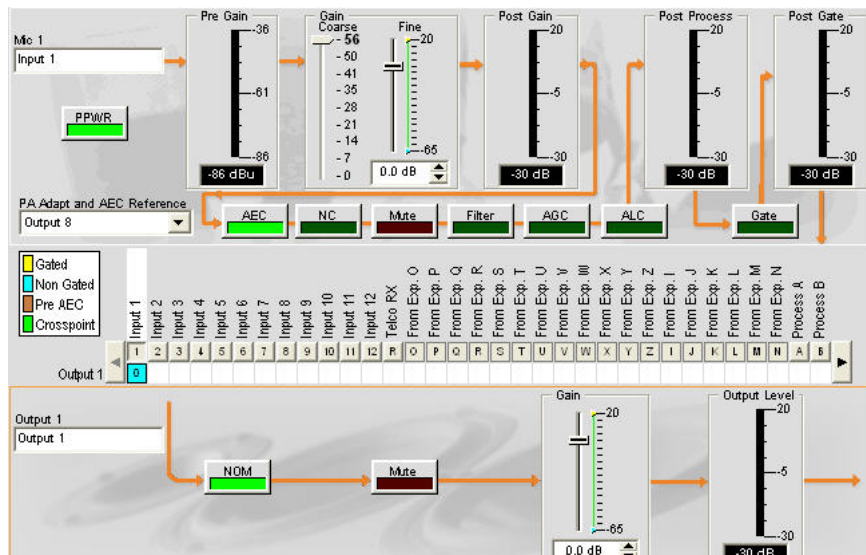 Mic 1
Input 1
PPWR
Pre Gain
-36
-61
-86
-86 dBu
Gain
Coarse
Fine
56
50
41
35
28
21
14
7
0
20
-65
0.0 dB
Post Gain
20
-5
-30
-30 dB
Post Process
20
-5
-30
-30 dB
Post Gate
20
-5
-30
-30 dB
PA Adapt and AEC Reference
Output 8
AEC
NC
Mute
Filter
AGC
ALC
Gate
Gated
Non Gated
Pre AEC
Crosspoint
Input 1
Input 2
Input 3
Input 4
Input 5
Input 6
Input 7
Input 8
Input 9
Input 10
Input 11
Input 12
Telco RX
From Exp. O
From Exp. P
From Exp. Q
From Exp. R
From Exp. S
From Exp. T
From Exp. U
From Exp. V
From Exp. W
From Exp. X
From Exp. Y
From Exp. Z
From Exp. I
From Exp. J
From Exp. K
From Exp. L
From Exp. M
From Exp. N
Process A
Process B
1 2 3 4 5 6 7 8 9 10 11 12 R O P Q R S T U V W X Y Z I J K L M N A B
Output 1
0
Output 1
Output 1
NOM
Mute
Gain
20
-65
0.0 dB
Output Level
20
-5
-30
-30 dB